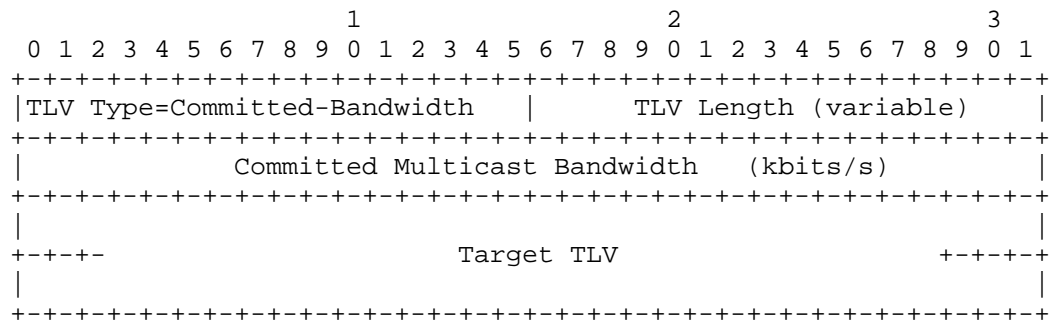 1                   2                   3
 0 1 2 3 4 5 6 7 8 9 0 1 2 3 4 5 6 7 8 9 0 1 2 3 4 5 6 7 8 9 0 1
+-+-+-+-+-+-+-+-+-+-+-+-+-+-+-+-+-+-+-+-+-+-+-+-+-+-+-+-+-+-+-+-+
|TLV Type=Committed-Bandwidth   |      TLV Length (variable)    |
+-+-+-+-+-+-+-+-+-+-+-+-+-+-+-+-+-+-+-+-+-+-+-+-+-+-+-+-+-+-+-+-+
|             Committed Multicast Bandwidth   (kbits/s)         |
+-+-+-+-+-+-+-+-+-+-+-+-+-+-+-+-+-+-+-+-+-+-+-+-+-+-+-+-+-+-+-+-+
|                                                               |
+-+-+-                      Target TLV                    +-+-+-+
|                                                               |
+-+-+-+-+-+-+-+-+-+-+-+-+-+-+-+-+-+-+-+-+-+-+-+-+-+-+-+-+-+-+-+-+